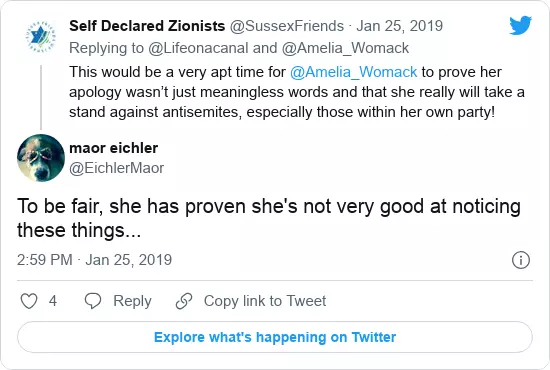 Self Declared Zionists @SussexFriends · Jan 25, 2019
Replying to @Lifeonacanal and @Amelia_Womack
This would be a very apt time for @Amelia_Womack to prove her
apology wasn’t just meaningless words and that she really will take a
stand against antisemites, especially those within her own party!
maor eichler
@EichlerMaor
To be fair, she has proven she's not very good at noticing
these things...
2:59 PM · Jan 25, 2019
4 Reply Copy link to Tweet
Explore what's happening on Twitter